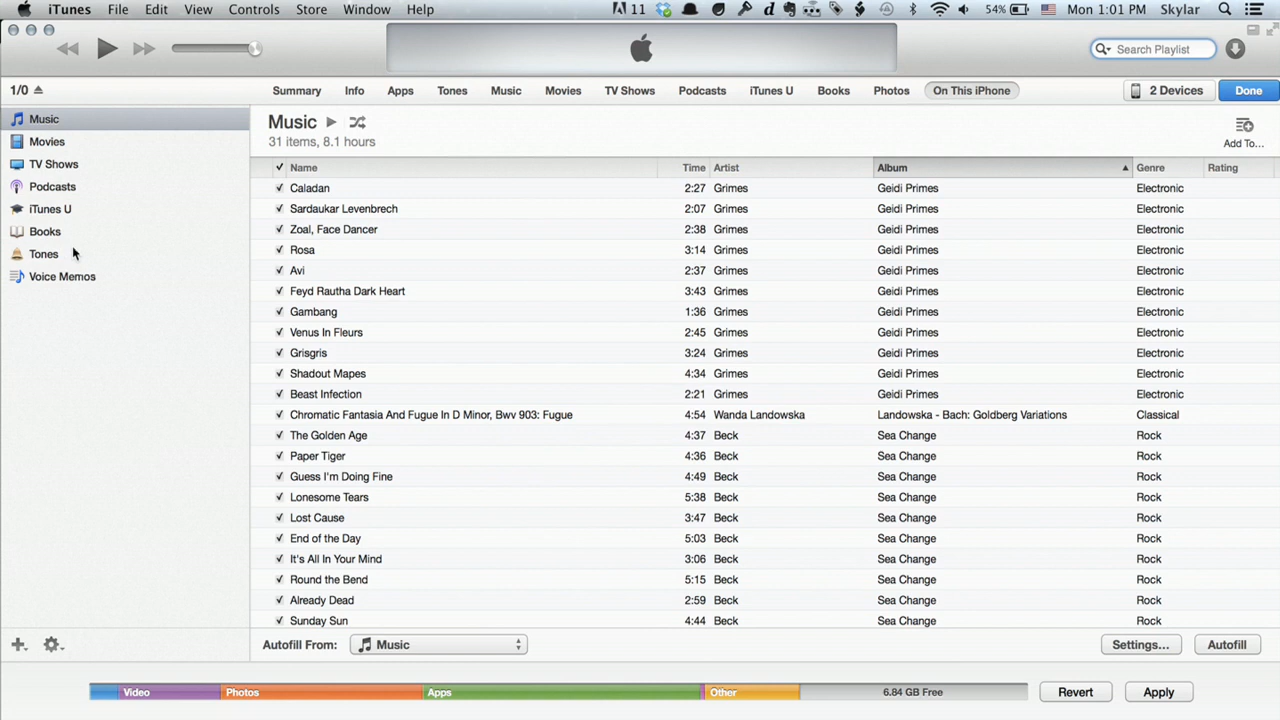 iTunes File Edit View Controls Store Window Help 11 54% Mon 1:01 PM Skylar
Search Playlist
1/0 Summary Info Apps Tones Music Movies TV Shows Podcasts iTunes U Books Photos On This iPhone 2 Devices Done
Music
Movies
TV Shows
Podcasts
iTunes U
Books
Tones
Voice Memos
Music
31 items, 8.1 hours
Add To...
Name Time Artist Album Genre Rating
Caladan 2:27 Grimes Geidi Primes Electronic
Sardaukar Levenbrech 2:07 Grimes Geidi Primes Electronic
Zoal, Face Dancer 2:38 Grimes Geidi Primes Electronic
Rosa 3:14 Grimes Geidi Primes Electronic
Avi 2:37 Grimes Geidi Primes Electronic
Feyd Rautha Dark Heart 3:43 Grimes Geidi Primes Electronic
Gambang 1:36 Grimes Geidi Primes Electronic
Venus In Fleurs 2:45 Grimes Geidi Primes Electronic
Grisgris 3:24 Grimes Geidi Primes Electronic
Shadout Mapes 4:34 Grimes Geidi Primes Electronic
Beast Infection 2:21 Grimes Geidi Primes Electronic
Chromatic Fantasia And Fugue In D Minor, Bwv 903: Fugue 4:54 Wanda Landowska Landowska - Bach: Goldberg Variations Classical
The Golden Age 4:37 Beck Sea Change Rock
Paper Tiger 4:36 Beck Sea Change Rock
Guess I'm Doing Fine 4:49 Beck Sea Change Rock
Lonesome Tears 5:38 Beck Sea Change Rock
Lost Cause 3:47 Beck Sea Change Rock
End of the Day 5:03 Beck Sea Change Rock
It's All In Your Mind 3:06 Beck Sea Change Rock
Round the Bend 5:15 Beck Sea Change Rock
Already Dead 2:59 Beck Sea Change Rock
Sunday Sun 4:44 Beck Sea Change Rock
Autofill From: Music Settings... Autofill
Video Photos Apps Other 6.84 GB Free Revert Apply